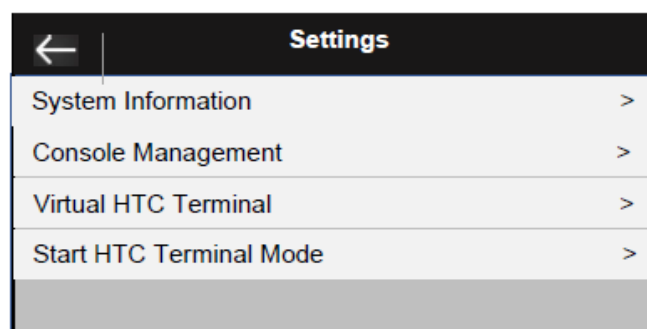 Settings
System Information >
Console Management >
Virtual HTC Terminal >
Start HTC Terminal Mode >